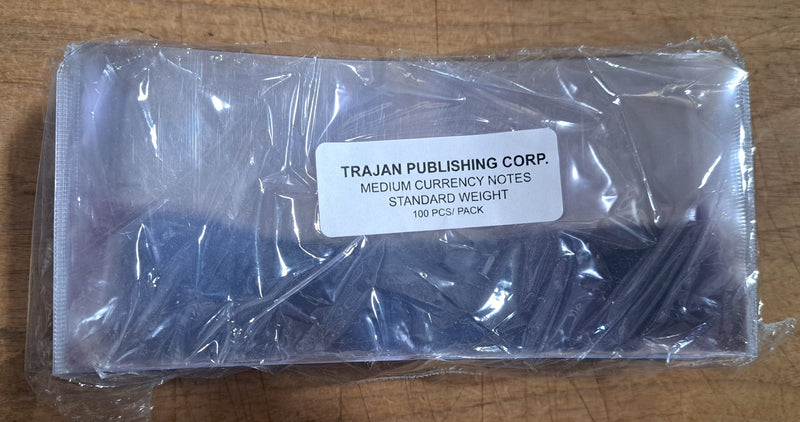 TRAJAN PUBLISHING CORP.
MEDIUM CURRENCY NOTES
STANDARD WEIGHT
100 PCS/ PACK